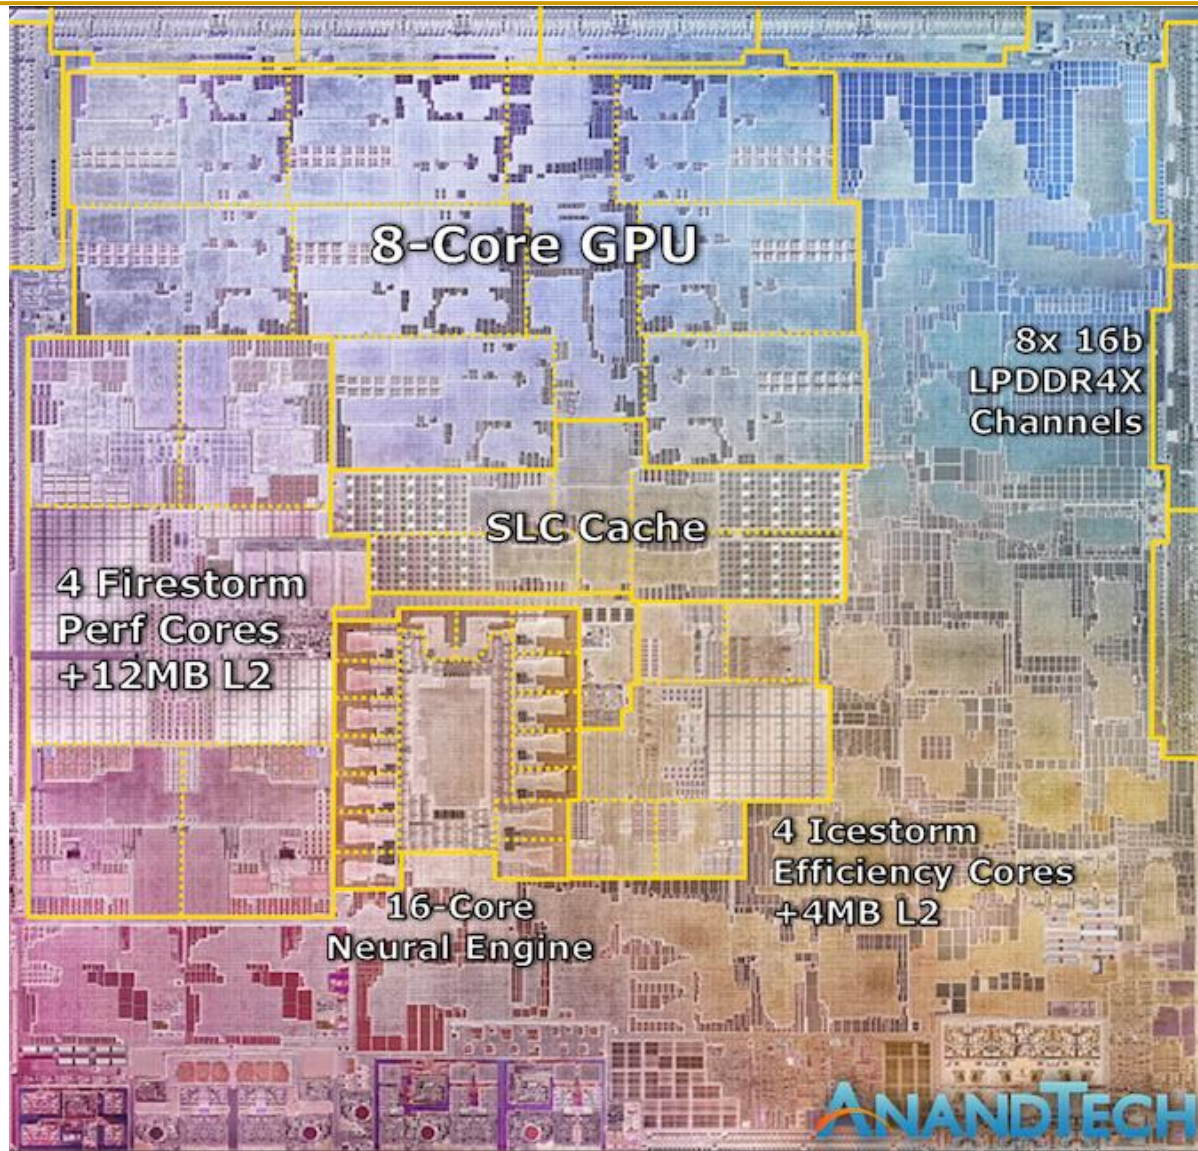 8-Core GPU
8x 16b
LPDDR4X
Channels
SLC Cache
4 Firestorm
Perf Cores
+12MB L2
4 Icestorm
Efficiency Cores
+4MB L2
16-Core
Neural Engine
ANANDTECH